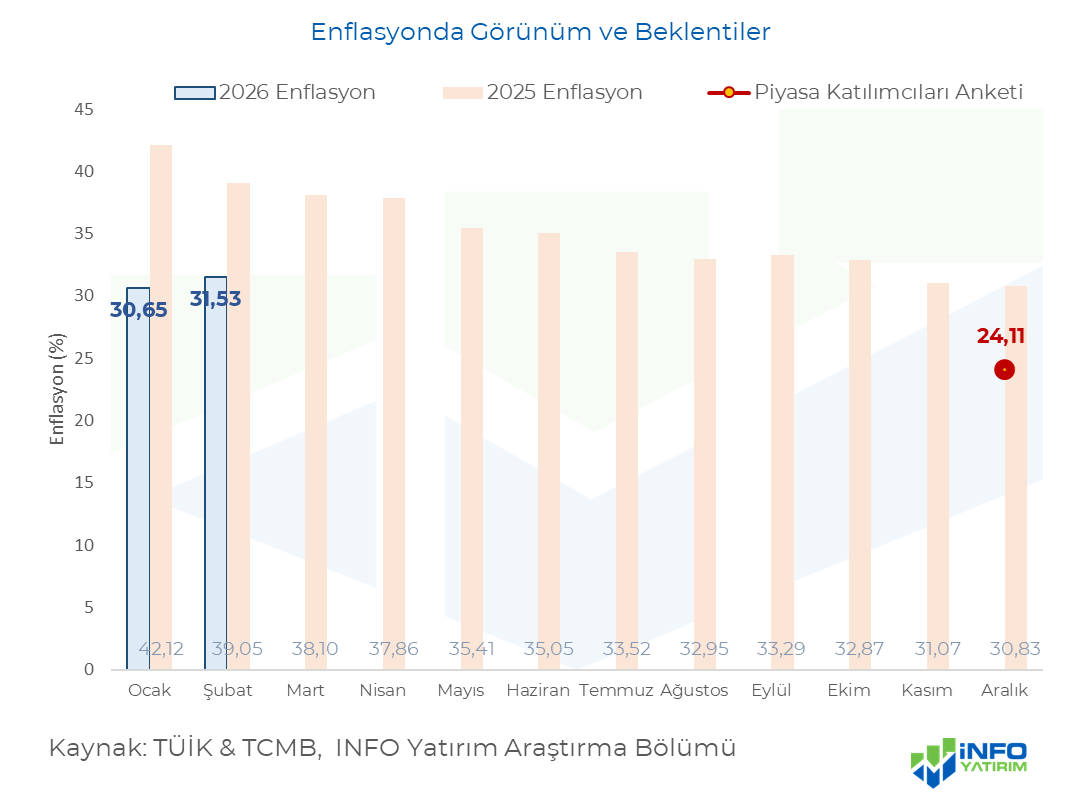 Enflasyonda Görünüm ve Beklentiler
2026 Enflasyon 2025 Enflasyon Piyasa Katılımcıları Anketi
Enflasyon (%)
45
40
35
30
25
20
15
10
5
0
30,65 31,53
24,11
42,12 39,05 38,10 37,86 35,41 35,05 33,52 32,95 33,29 32,87 31,07 30,83
Ocak Şubat Mart Nisan Mayıs Haziran Temmuz Ağustos Eylül Ekim Kasım Aralık
Kaynak: TÜİK & TCMB, INFO Yatırım Araştırma Bölümü
iNFO
YATIRIM